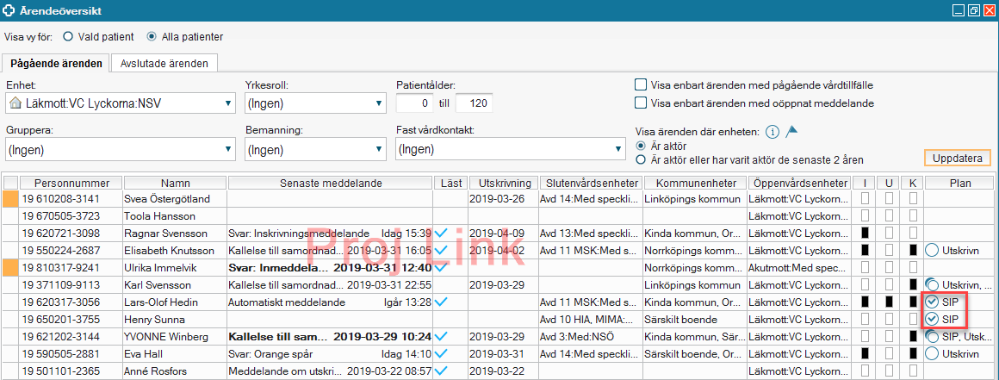 Ärendeöversikt
Visa vy för: Vald patient Alla patienter
Pågående ärenden Avslutade ärenden
Enhet: Yrkesroll: Patientålder:
Läkmott:VC Lyckorna:NSV (Ingen) 0 till 120
Visa enbart ärenden med pågående vårdtillfälle
Visa enbart ärenden med oöppnat meddelande
Gruppera: Bemanning: Fast vårdkontakt: Visa ärenden där enheten:
(Ingen) (Ingen) (Ingen) Är aktör
Är aktör eller har varit aktör de senaste 2 åren Uppdatera
Personnummer Namn Senaste meddelande Läst Utskrivning Slutenvårdsenheter Kommunenheter Öppenvårdsenheter I U K Plan
19 610208-3141 Svea Östergötland 2019-03-26 Avd 14:Med speckli... Linköpings kommun Läkmott:VC Lyckorn...
19 670505-3723 Toola Hansson Läkmott:VC Lyckorn...
19 620721-3098 Ragnar Svensson Svar: Inskrivningsmeddelande Idag 15:39 2019-04-09 Avd 13:Med speckli... Kinda kommun, Or... Läkmott:VC Lyckorn...
19 550224-2687 Elisabeth Knutsson Kallelse till samordnad... 2019-03-31 16:05 2019-04-02 Avd 11 MSK:Med s... Norrköpings komm... Läkmott:VC Lyckorn... Utskrivn
19 810317-9241 Ulrika Immelvik Svar: Inmeddela... 2019-03-31 12:40 Norrköpings komm... Akutmott:Med spec...
19 371109-9113 Karl Svensson Kallelse till samordnad... 2019-03-31 22:55 2019-03-29 Linköpings kommun Läkmott:VC Lyckorn... Utskrivn, ...
19 620317-3056 Lars-Olof Hedin Automatiskt meddelande Igår 13:28 Avd 11 MSK:Med s... Kinda kommun, Or... Läkmott:VC Lyckorn... SIP
19 650201-3755 Henry Sunna Avd 10 HIA, MIMA:... Särskilt boende Läkmott:VC Lyckorn... SIP
19 621202-3144 YVONNE Winberg Kallelse till sam... 2019-03-29 10:24 2019-03-29 Avd 3:Med:NSÖ Kinda kommun, Sär... Läkmott:VC Lyckorn... SIP, Utsk...
19 590505-2881 Eva Hall Svar: Orange spår Idag 14:10 2019-03-31 Avd 14:Med speckli... Särskilt boende, Or... Läkmott:VC Lyckorn... Utskrivn
19 501101-2365 Anné Rosfors Meddelande om utskri... 2019-03-22 08:57 2019-03-22 Läkmott:VC Lyckorn...
Proj Link